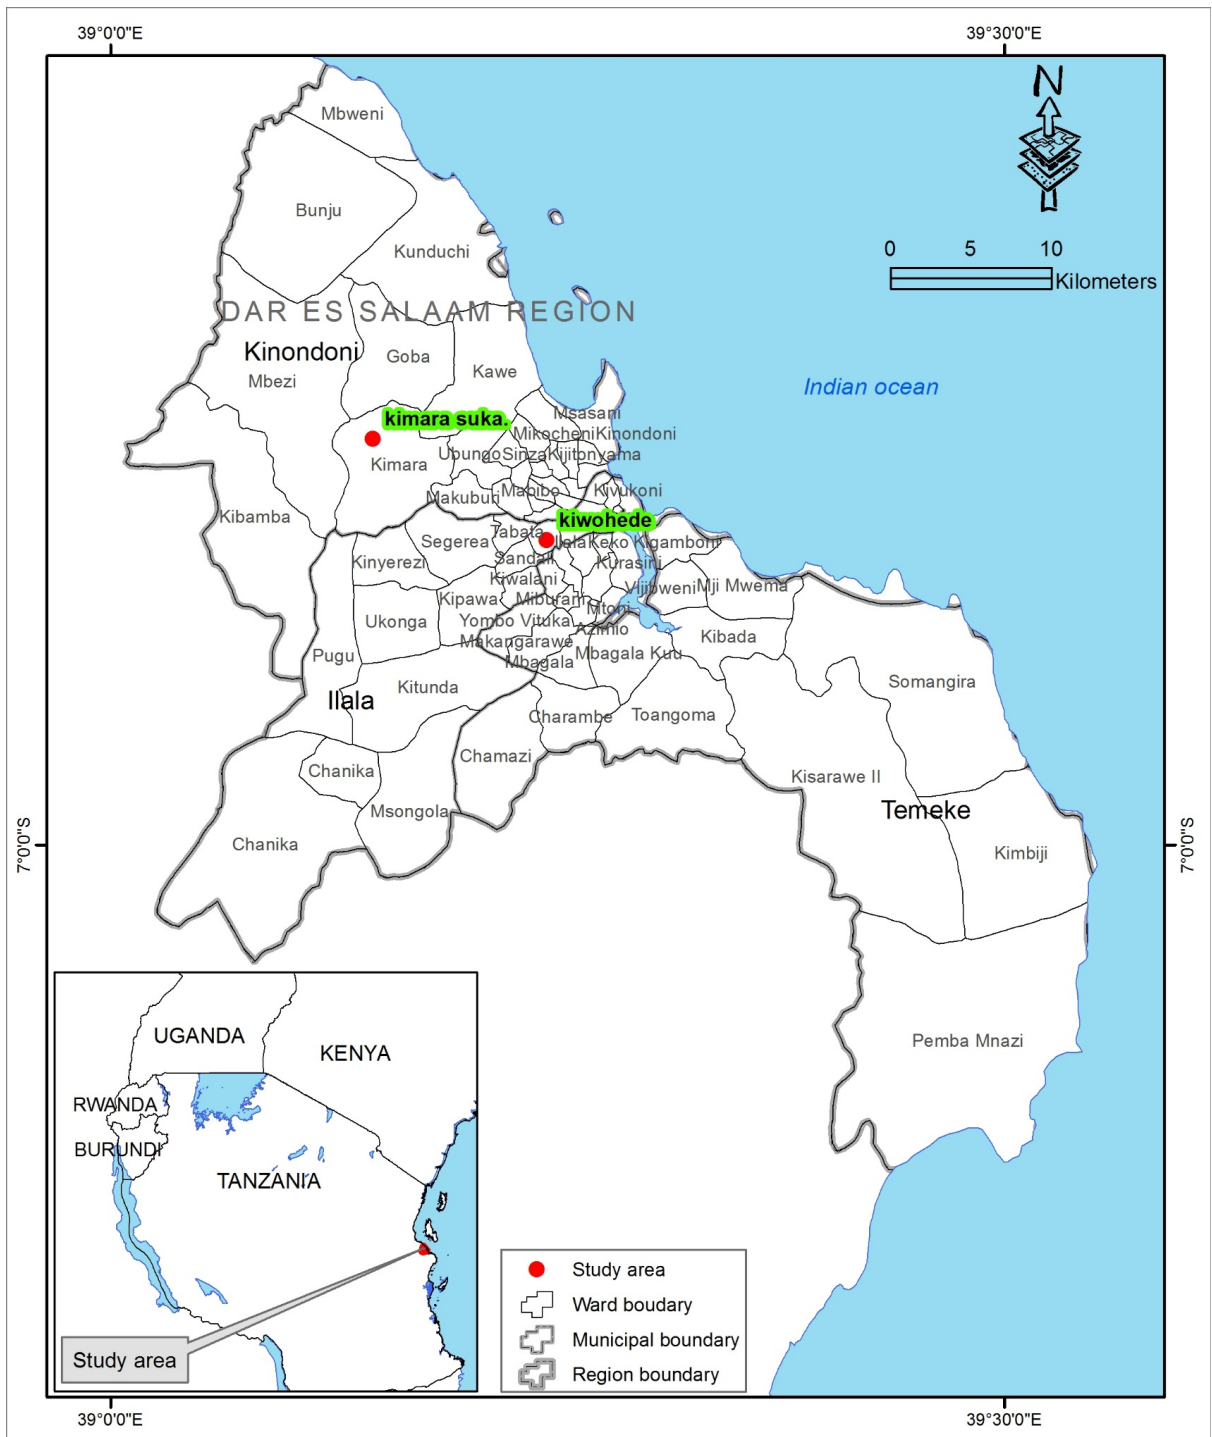 39°0'0"E
39°30'0"E
N
Mbweni
Bunju
Kunduchi
0 5 10
Kilometers
DAR ES SALAAM REGION
Kinondoni
Goba
Mbezi
Kawe
Indian ocean
kimara suka.
Msasani
Mikocheni
Kinondoni
Kimara
Ubungo
Sinza
Kijitonyama
Makuburi
Mabibo
Kivukoni
Kibamba
kiwohede
Tabata
Segerea
Ilala
Keko
Kigamboni
Kinyerezi
Sandali
Kurasini
Kiwalani
Vijibweni
Mji Mwema
Kipawa
Miburani
Mtoni
Ukonga
Yombo Vituka
Azimio
Kibada
Makangarawe
Pugu
Mbagala
Mbagala Kuu
Somangira
Kitunda
Ilala
Charambe
Toangoma
Chamazi
Chanika
Kisarawe II
Msongola
Temeke
Chanika
Kimbiji
7°0'0"S
7°0'0"S
Pemba Mnazi
UGANDA
KENYA
RWANDA
BURUNDI
TANZANIA
Study area
Study area
Ward boudary
Municipal boundary
Region boundary
39°0'0"E
39°30'0"E